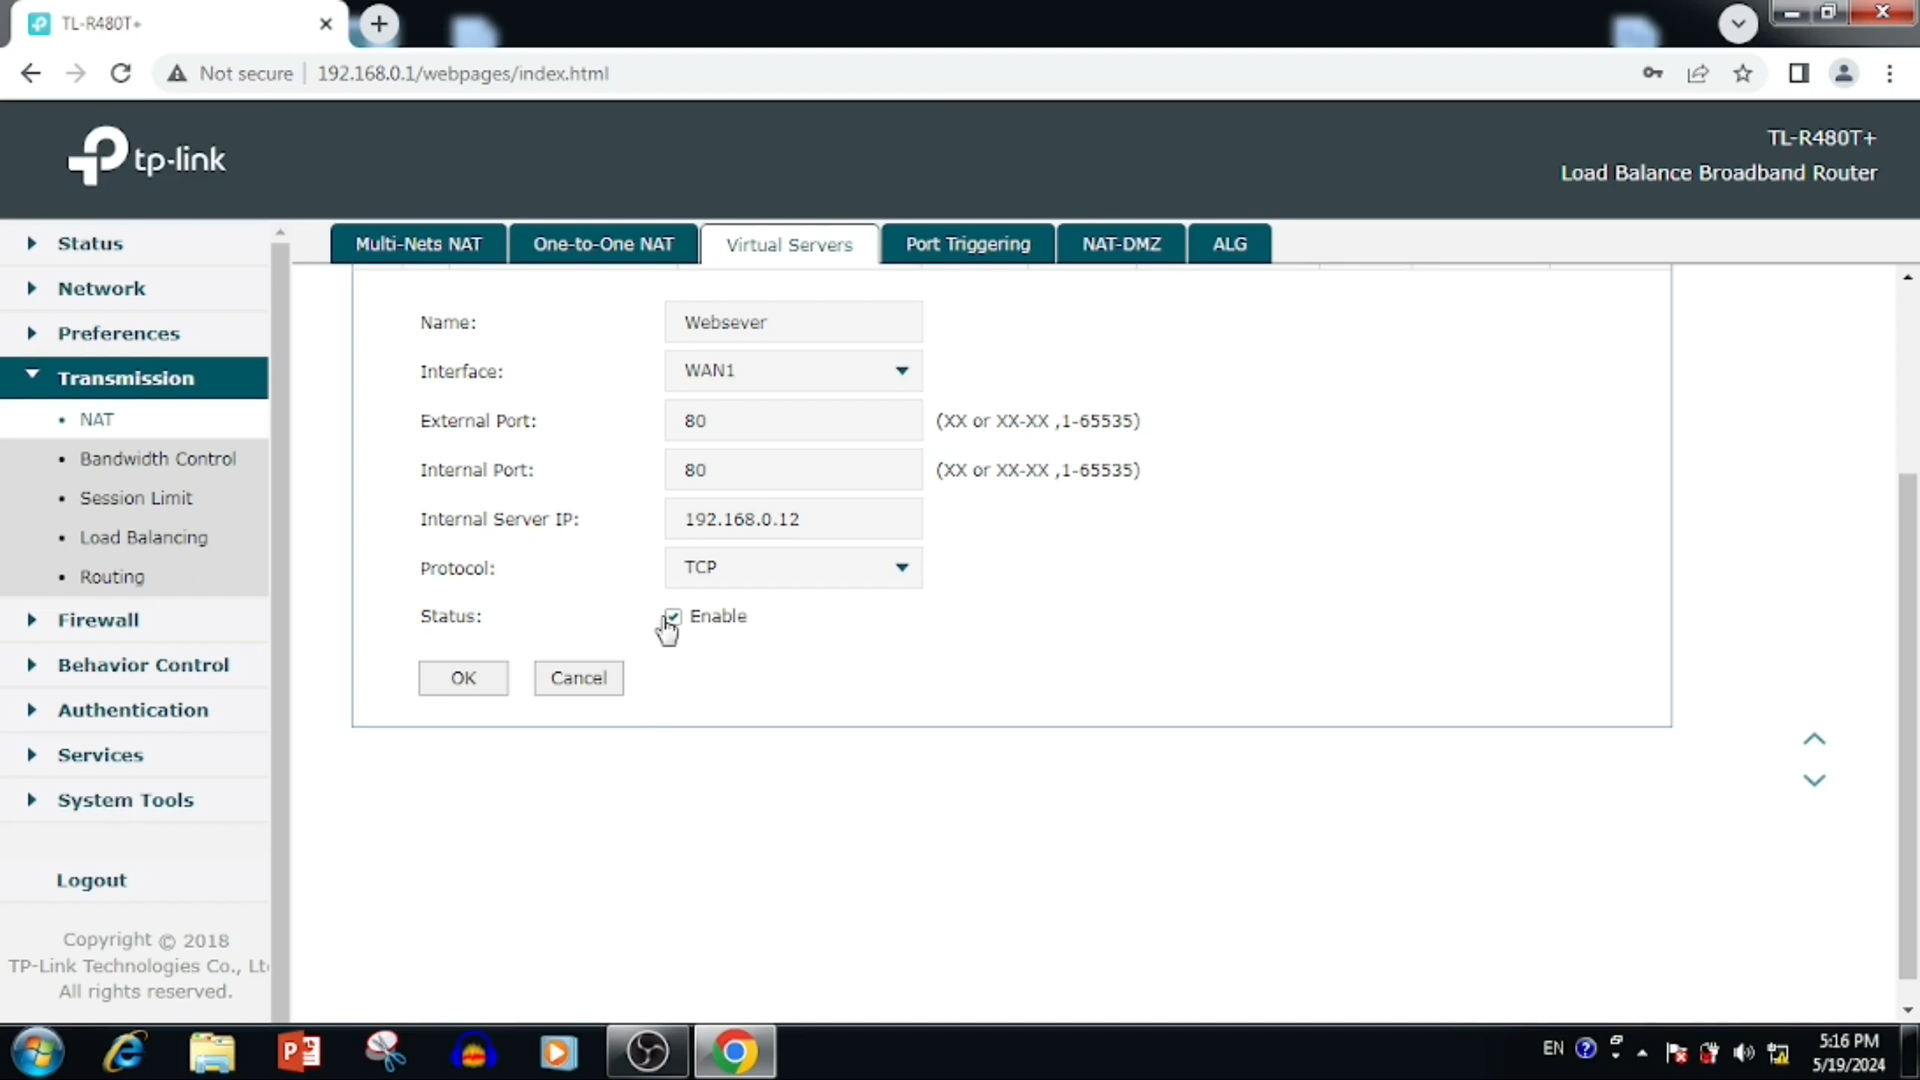 TL-R480T+
Not secure
192.168.0.1/webpages/index.html
tp-link
TL-R480T+
Load Balance Broadband Router
Status
Network
Preferences
Transmission
NAT
Bandwidth Control
Session Limit
Load Balancing
Routing
Firewall
Behavior Control
Authentication
Services
System Tools
Logout
Copyright © 2018
TP-Link Technologies Co., Lt
All rights reserved.
Multi-Nets NAT
One-to-One NAT
Virtual Servers
Port Triggering
NAT-DMZ
ALG
Name: Websever
Interface: WAN1
External Port: 80 (XX or XX-XX ,1-65535)
Internal Port: 80 (XX or XX-XX ,1-65535)
Internal Server IP: 192.168.0.12
Protocol: TCP
Status: Enable
OK Cancel
EN
5:16 PM
5/19/2024